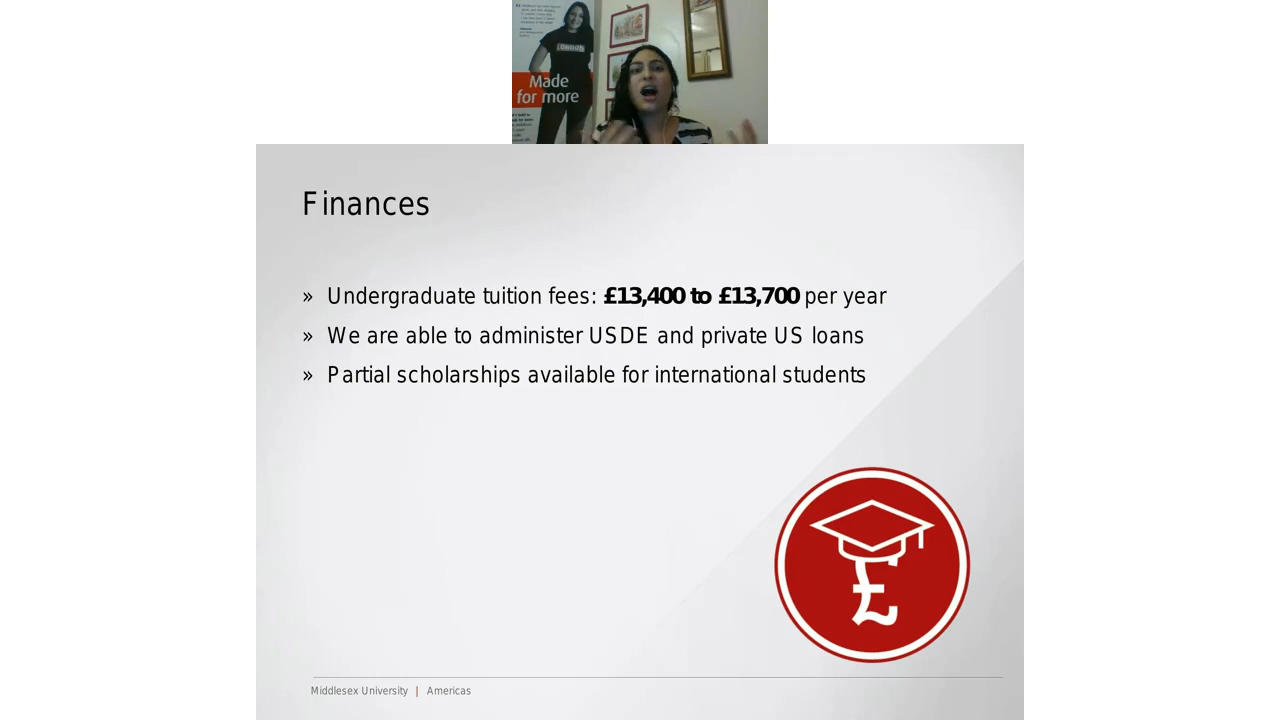 LONDON
Made
for more
Finances
» Undergraduate tuition fees: £13,400 to £13,700 per year
» We are able to administer USDE and private US loans
» Partial scholarships available for international students
£
Middlesex University | Americas